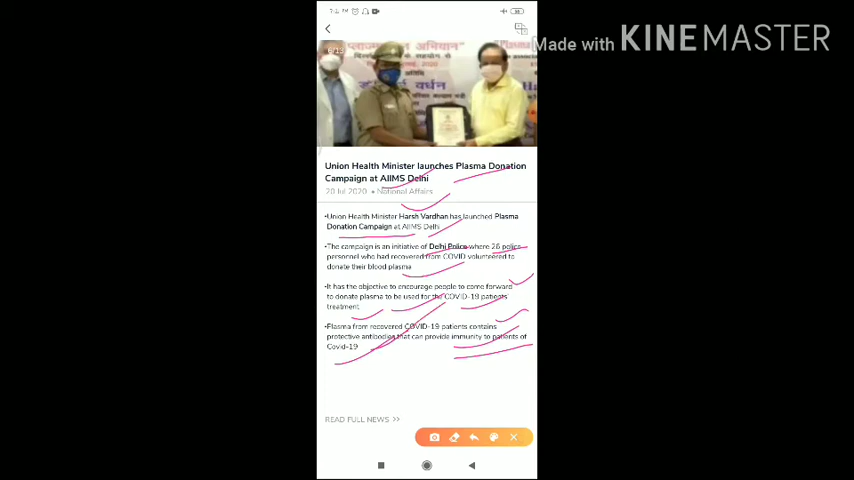 Made with KINEMASTER
6/13
वर्धन
Union Health Minister launches Plasma Donation
Campaign at AIIMS Delhi
20 Jul 2020 • National Affairs
•Union Health Minister Harsh Vardhan has launched Plasma
Donation Campaign at AIIMS Delhi
•The campaign is an initiative of Delhi Police where 26 police
personnel who had recovered from COVID volunteered to
donate their blood plasma
•It has the objective to encourage people to come forward
to donate plasma to be used for the COVID-19 patients'
treatment
•Plasma from recovered COVID-19 patients contains
protective antibodies that can provide immunity to patients of
Covid-19
READ FULL NEWS >>